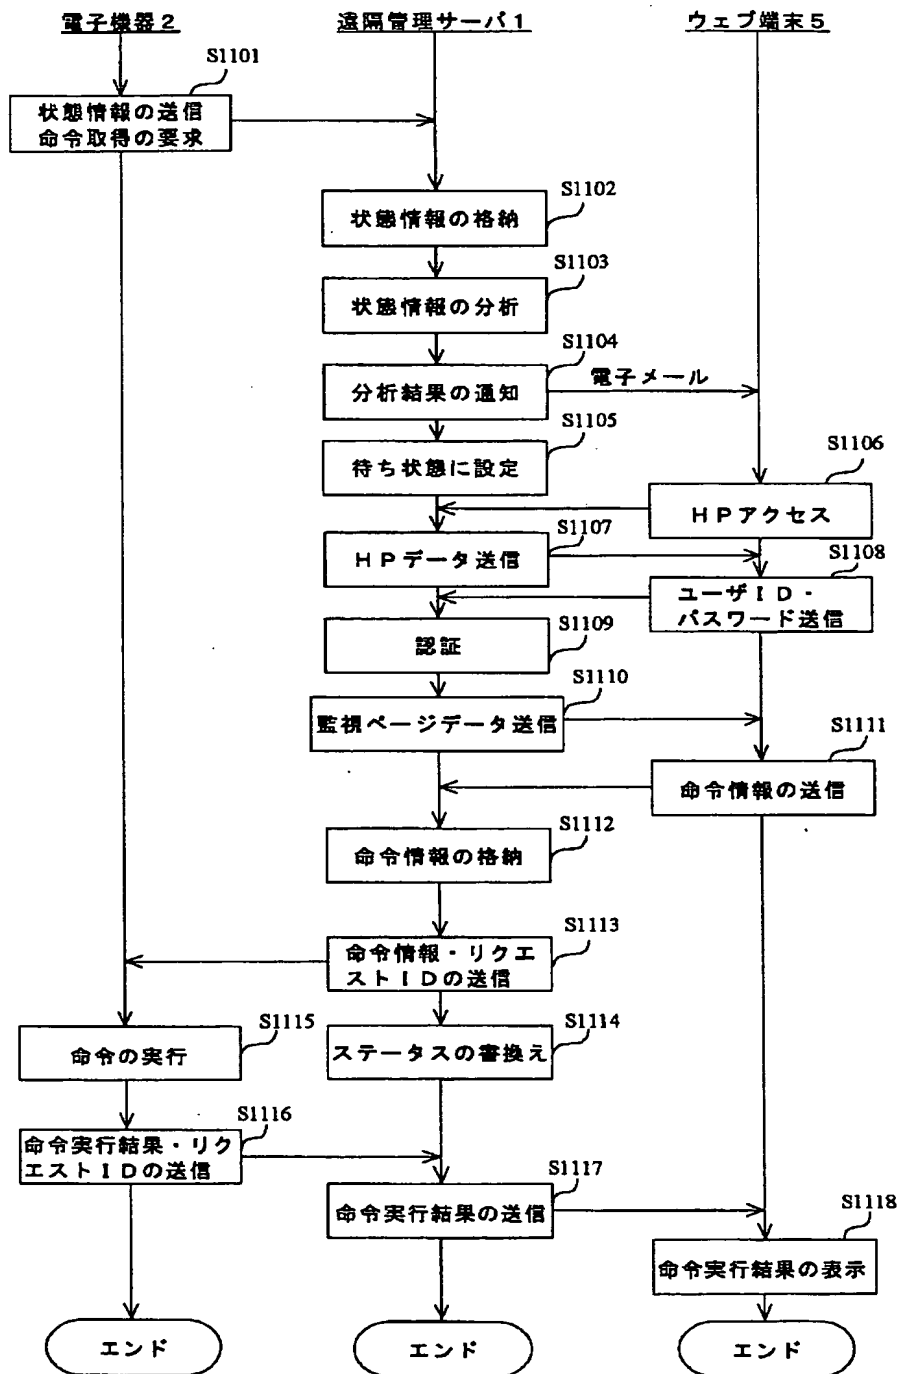 電子機器2
遠隔管理サーバ1
ウェブ端末5
S1101
状態情報の送信
命令取得の要求
S1102
状態情報の格納
S1103
状態情報の分析
S1104
分析結果の通知
電子メール
S1105
待ち状態に設定
S1106
HPアクセス
S1107
HPデータ送信
S1108
ユーザID・
パスワード送信
S1109
認証
S1110
監視ページデータ送信
S1111
命令情報の送信
S1112
命令情報の格納
S1113
命令情報・リクエ
ストIDの送信
S1114
ステータスの書換え
S1115
命令の実行
S1116
命令実行結果・リク
エストIDの送信
S1117
命令実行結果の送信
S1118
命令実行結果の表示
エンド
エンド
エンド